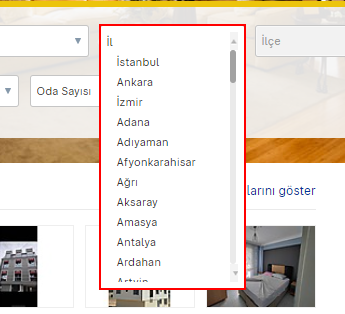 İl
İlçe
İstanbul
Ankara
Oda Sayısı
İzmir
Adana
Adıyaman
Afyonkarahisar
Ağrı
larını göster
Aksaray
Amasya
Antalya
Ardahan
Artvin